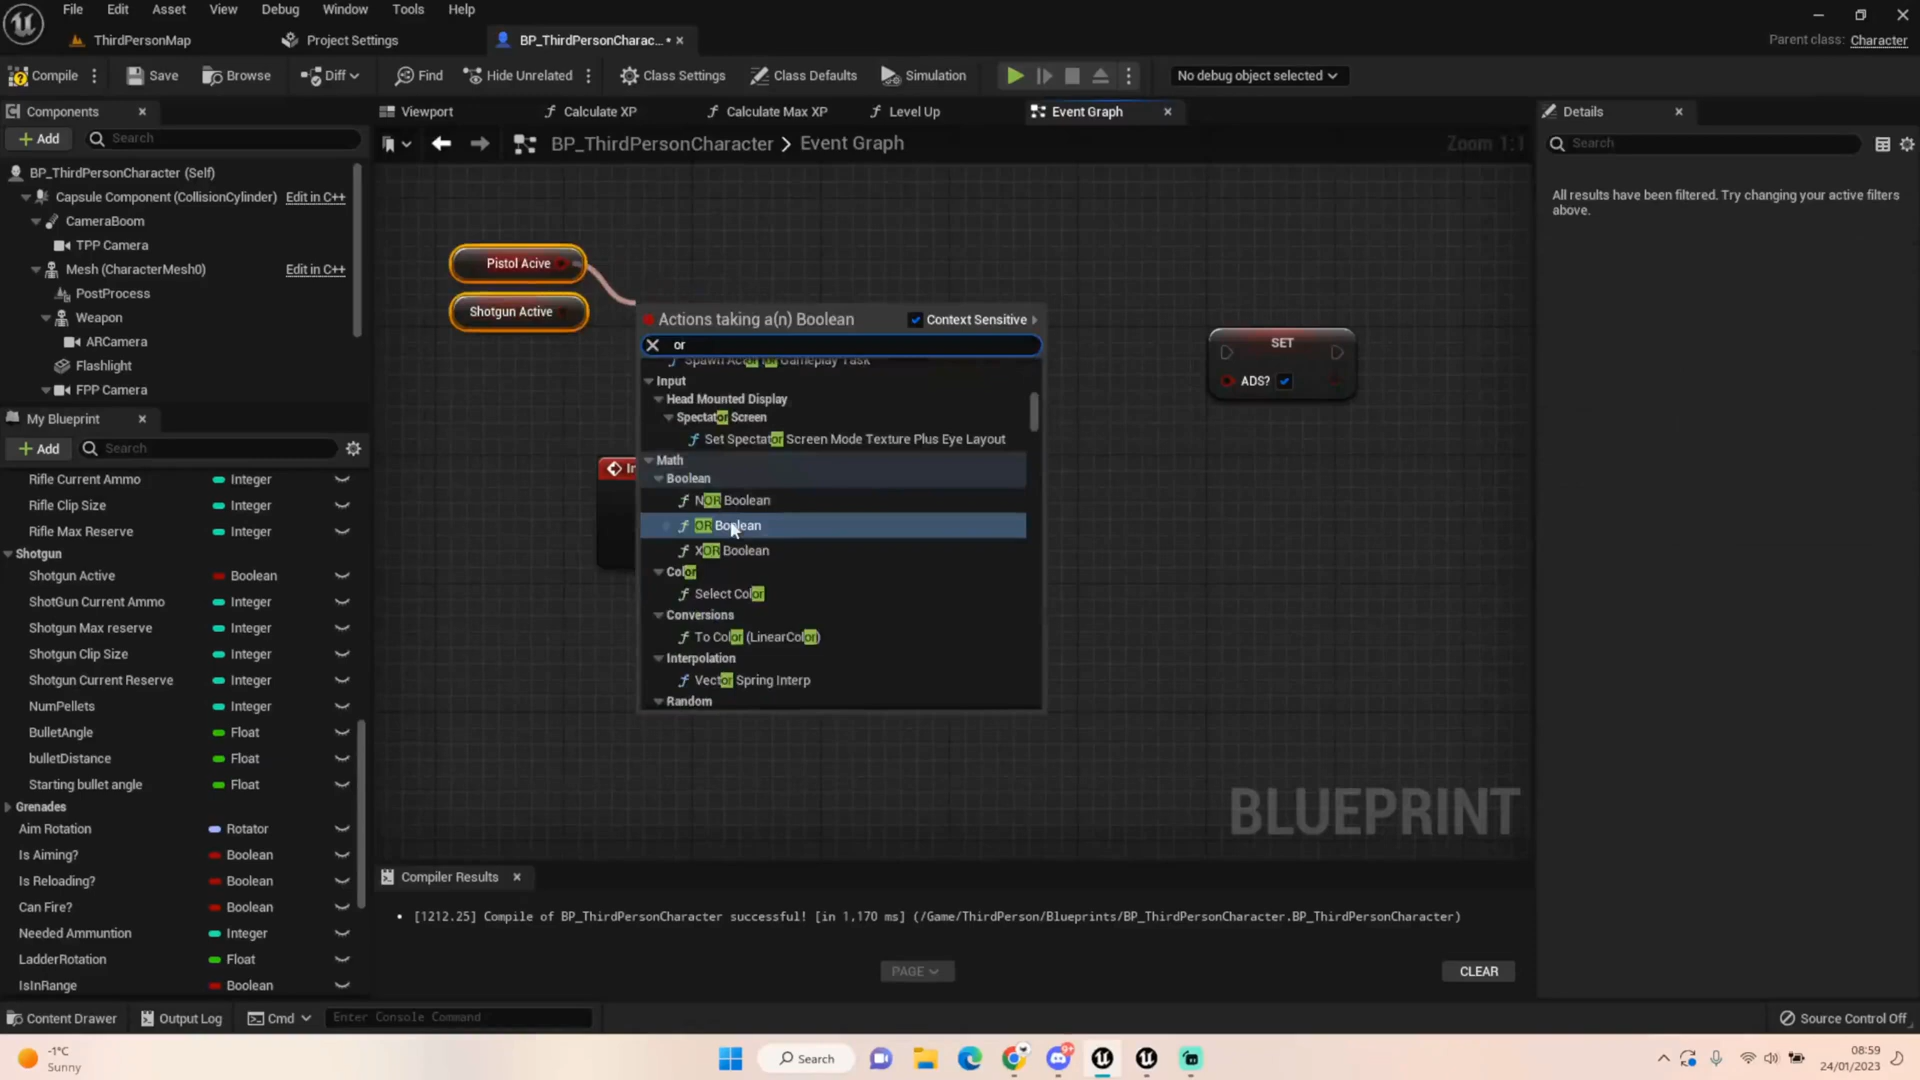 File Edit Asset View Debug Window Tools Help
ThirdPersonMap Project Settings BP_ThirdPersonCharac... •
Parent class: Character
Compile Save Browse Diff Find Hide Unrelated Class Settings Class Defaults Simulation No debug object selected
Components
Viewport Calculate XP Calculate Max XP Level Up Event Graph
Details
Add Search
BP_ThirdPersonCharacter > Event Graph
Zoom 1:1
Search
BP_ThirdPersonCharacter (Self)
Capsule Component (CollisionCylinder) Edit in C++
CameraBoom
TPP Camera
Mesh (CharacterMesh0) Edit in C++
PostProcess
Weapon
ARCamera
Flashlight
FPP Camera
All results have been filtered. Try changing your active filters
above.
My Blueprint
Add Search
Rifle Current Ammo Integer
Rifle Clip Size Integer
Rifle Max Reserve Integer
Shotgun
Shotgun Active Boolean
ShotGun Current Ammo Integer
Shotgun Max reserve Integer
Shotgun Clip Size Integer
Shotgun Current Reserve Integer
NumPellets Integer
BulletAngle Float
bulletDistance Float
Starting bullet angle Float
Grenades
Aim Rotation Rotator
Is Aiming? Boolean
Is Reloading? Boolean
Can Fire? Boolean
Needed Ammuntion Integer
LadderRotation Float
IsInRange Boolean
Pistol Acive
Shotgun Active
In
Actions taking a(n) Boolean Context Sensitive
or
Spawn Actor for Gameplay Task
Input
Head Mounted Display
Spectator Screen
Set Spectator Screen Mode Texture Plus Eye Layout
Math
Boolean
NOR Boolean
OR Boolean
XOR Boolean
Color
Select Color
Conversions
To Color (LinearColor)
Interpolation
Vector Spring Interp
Random
SET
ADS?
BLUEPRINT
Compiler Results
[1212.25] Compile of BP_ThirdPersonCharacter successful! [in 1,170 ms] (/Game/ThirdPerson/Blueprints/BP_ThirdPersonCharacter.BP_ThirdPersonCharacter)
PAGE CLEAR
Content Drawer Output Log Cmd Enter Console Command Source Control Off
-1°C
Sunny
Search
9+
08:59
24/01/2023